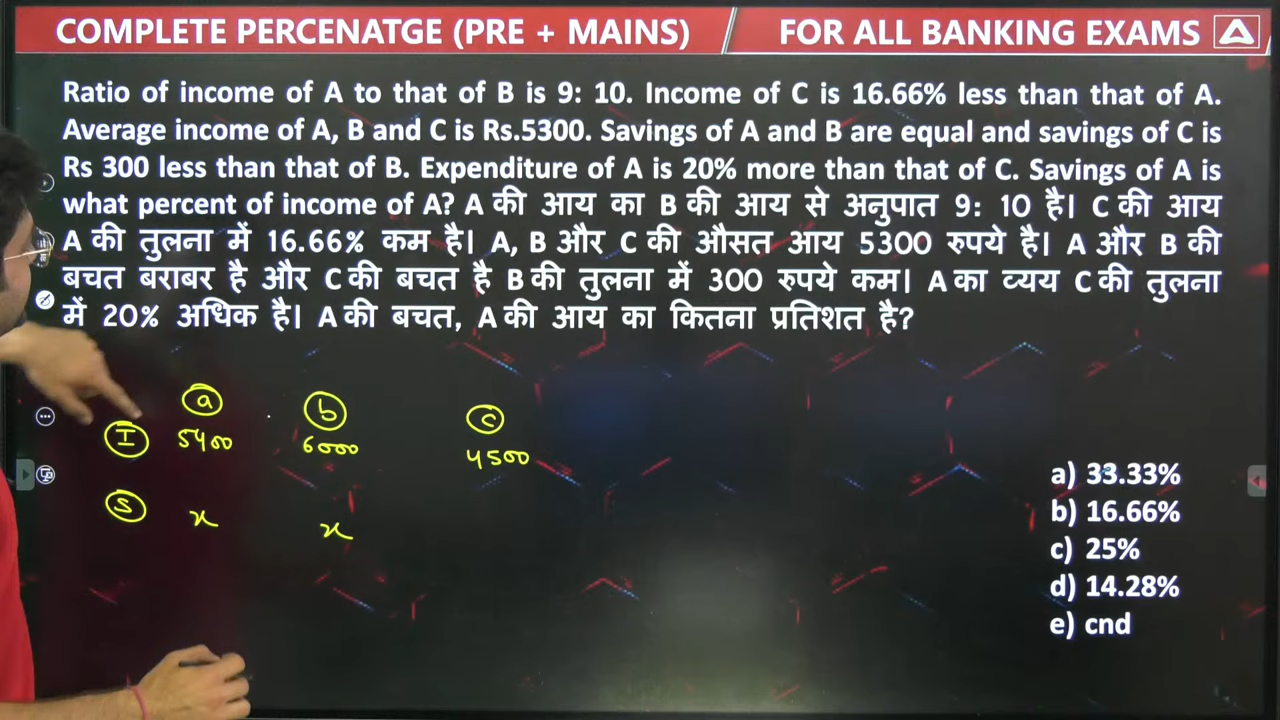 COMPLETE PERCENATGE (PRE + MAINS) FOR ALL BANKING EXAMS
Ratio of income of A to that of B is 9: 10. Income of C is 16.66% less than that of A.
Average income of A, B and C is Rs.5300. Savings of A and B are equal and savings of C is
Rs 300 less than that of B. Expenditure of A is 20% more than that of C. Savings of A is
what percent of income of A? A की आय का B की आय से अनुपात 9: 10 है। C की आय
A की तुलना में 16.66% कम है। A, B और C की औसत आय 5300 रुपये है। A और B की
बचत बराबर है और C की बचत है B की तुलना में 300 रुपये कम। A का व्यय C की तुलना
में 20% अधिक है। A की बचत, A की आय का कितना प्रतिशत है?
a b c
I 5400 6000 4500
S x x
a) 33.33%
b) 16.66%
c) 25%
d) 14.28%
e) cnd